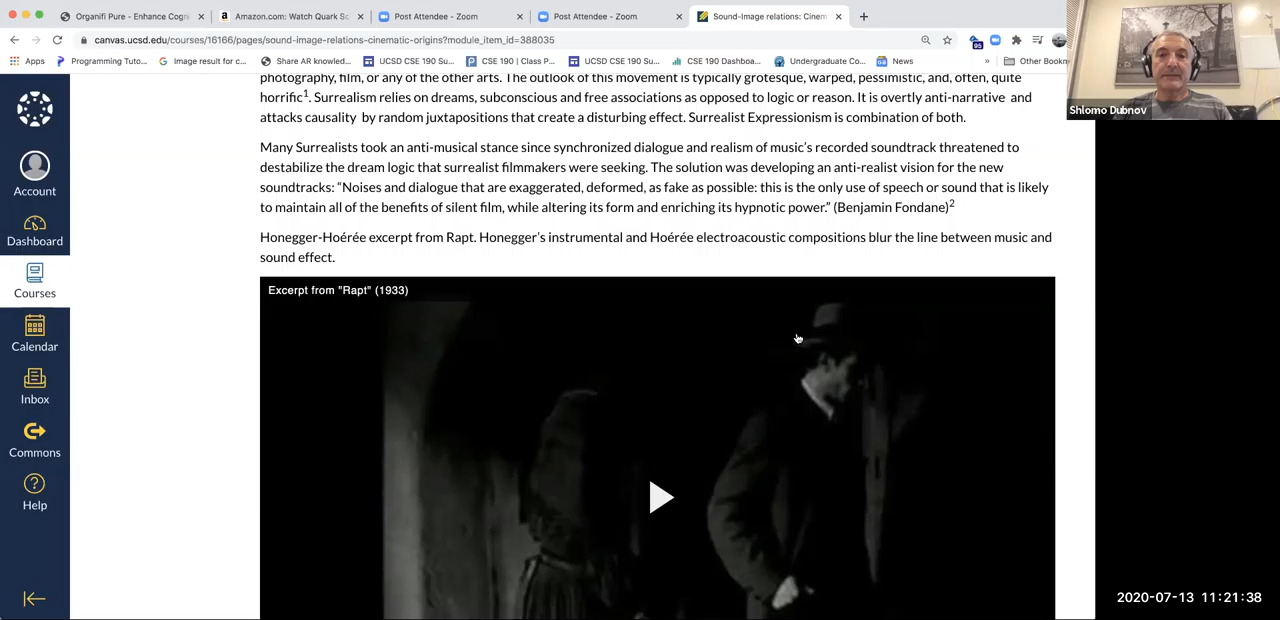 Organifi Pure - Enhance Cogni
Amazon.com: Watch Quark Sc
Post Attendee - Zoom
Post Attendee - Zoom
Sound-Image relations: Cinem
canvas.ucsd.edu/courses/16166/pages/sound-image-relations-cinematic-origins?module_item_id=388035
95
Apps
Programming Tuto...
Image result for c...
Share AR knowled...
UCSD CSE 190 Su...
CSE 190 | Class P...
UCSD CSE 190 Su...
CSE 190 Dashboa...
Undergraduate Co...
News
»
Other Bookm
Shlomo Dubnov
photography, film, or any of the other arts. The outlook of this movement is typically grotesque, warped, pessimistic, and, often, quite
horrific1. Surrealism relies on dreams, subconscious and free associations as opposed to logic or reason. It is overtly anti-narrative and
attacks causality by random juxtapositions that create a disturbing effect. Surrealist Expressionism is combination of both.
Many Surrealists took an anti-musical stance since synchronized dialogue and realism of music's recorded soundtrack threatened to
destabilize the dream logic that surrealist filmmakers were seeking. The solution was developing an anti-realist vision for the new
soundtracks: "Noises and dialogue that are exaggerated, deformed, as fake as possible: this is the only use of speech or sound that is likely
to maintain all of the benefits of silent film, while altering its form and enriching its hypnotic power." (Benjamin Fondane)2
Honegger-Hoérée excerpt from Rapt. Honegger's instrumental and Hoérée electroacoustic compositions blur the line between music and
sound effect.
Excerpt from "Rapt" (1933)
Account
Dashboard
Courses
Calendar
Inbox
Commons
Help
2020-07-13 11:21:38